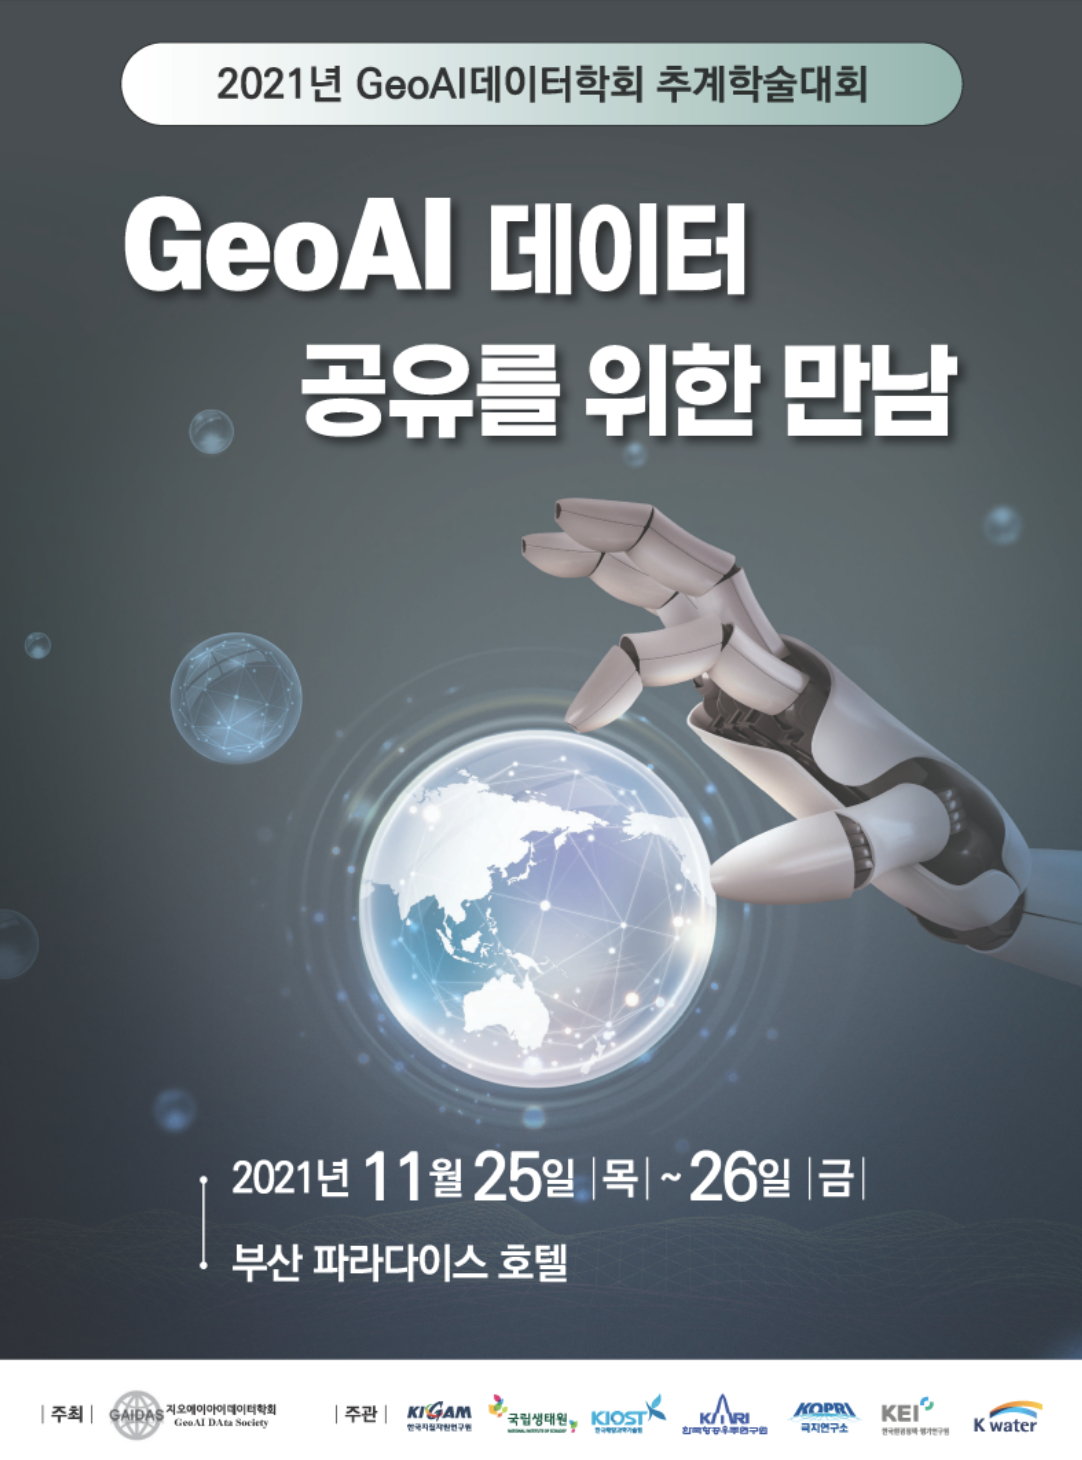 2021년 GeoAI데이터학회 추계학술대회
GeoAI 데이터
공유를 위한 만남
2021년 11월 25일 |목| ~ 26일 |금|
부산 파라다이스 호텔
|주최| GAIDAS 지오에이아이데이터학회
GeoAI DAta Society
|주관| KIGAM 한국지질자원연구원
국립생태원
NATIONAL INSTITUTE OF ECOLOGY
KIOST 한국해양과학기술원
KARI 한국항공우주연구원
KOPRI 극지연구소
KEI 한국환경정책·평가연구원
K water